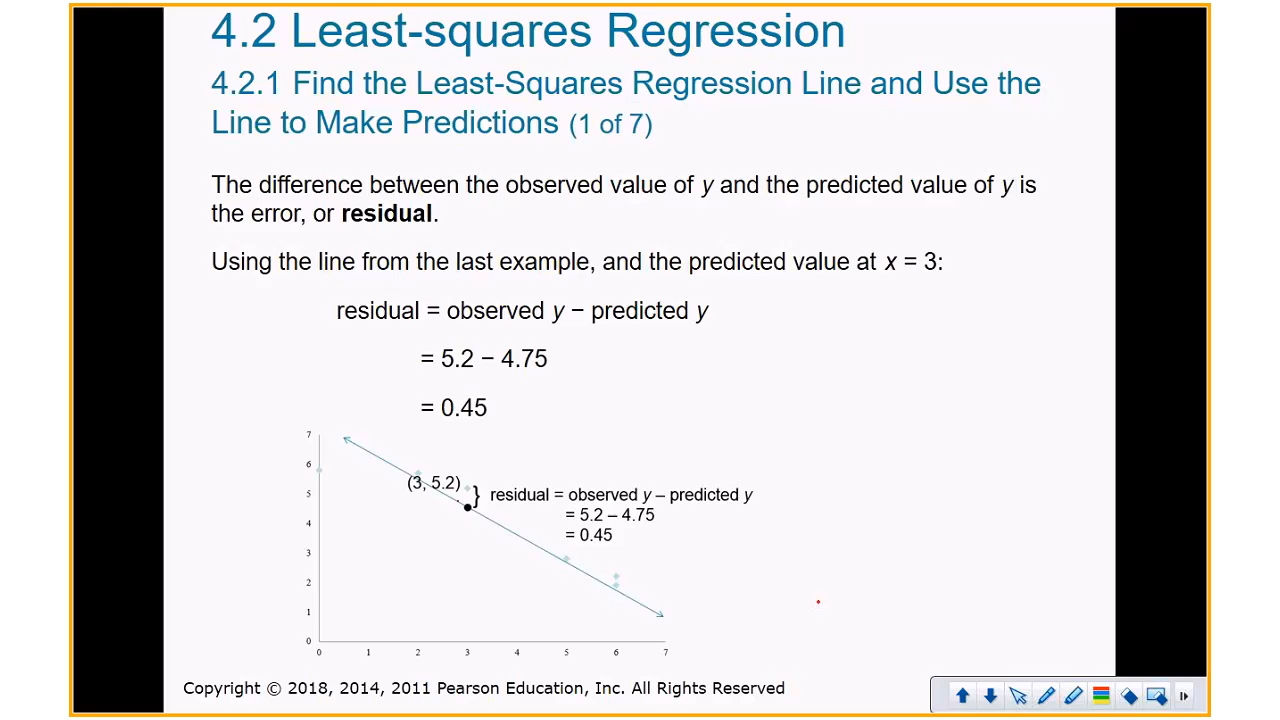 4.2 Least-squares Regression
4.2.1 Find the Least-Squares Regression Line and Use the
Line to Make Predictions (1 of 7)
The difference between the observed value of y and the predicted value of y is
the error, or residual.
Using the line from the last example, and the predicted value at x = 3:
residual = observed y − predicted y
= 5.2 − 4.75
= 0.45
7
6
5
4
3
2
1
0
(3, 5.2)
} residual = observed y – predicted y
= 5.2 – 4.75
= 0.45
0 1 2 3 4 5 6 7
Copyright © 2018, 2014, 2011 Pearson Education, Inc. All Rights Reserved